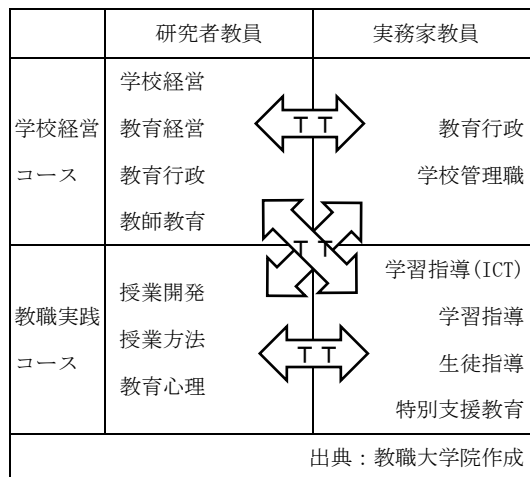 研究者教員
実務家教員
学校経営
コース
学校経営
教育経営
教育行政
教師教育
TT
教育行政
学校管理職
TT
教職実践
コース
授業開発
授業方法
教育心理
TT
学習指導(ICT)
学習指導
生徒指導
特別支援教育
出典：教職大学院作成